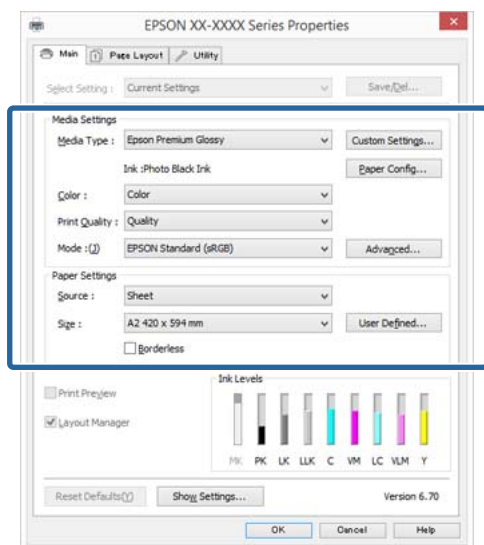 EPSON XX-XXXX Series Properties
Main Page Layout Utility
Select Setting : Current Settings Save/Del...
Media Settings
Media Type : Epson Premium Glossy Custom Settings...
Ink :Photo Black Ink Paper Config...
Color : Color
Print Quality : Quality
Mode :(J) EPSON Standard (sRGB) Advanced...
Paper Settings
Source : Sheet
Size : A2 420 x 594 mm User Defined...
Borderless
Ink Levels
Print Preview
Layout Manager
MK PK LK LLK C VM LC VLM Y
Reset Defaults(Y) Show Settings... Version 6.70
OK Cancel Help